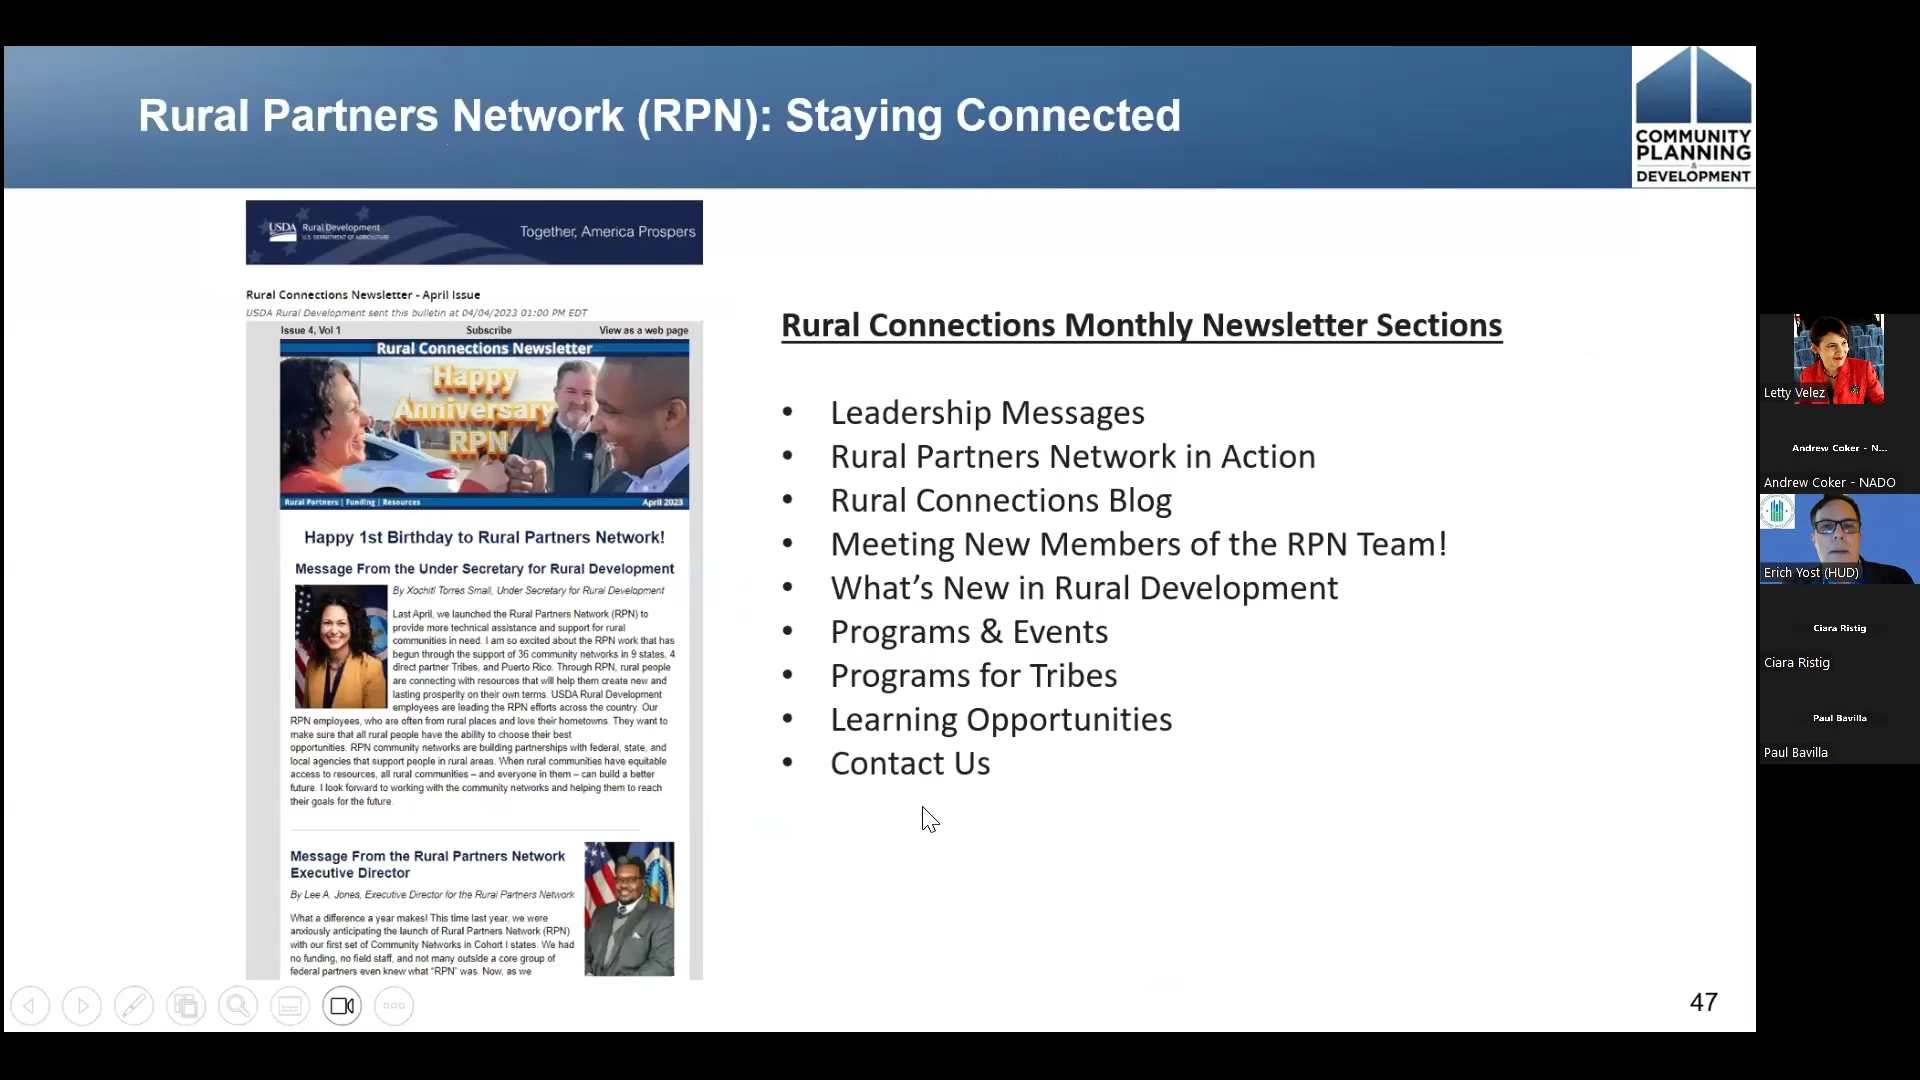 Rural Partners Network (RPN): Staying Connected
COMMUNITY
PLANNING
&
DEVELOPMENT
USDA Rural Development
U.S. DEPARTMENT OF AGRICULTURE
Together, America Prospers
Rural Connections Newsletter - April Issue
USDA Rural Development sent this bulletin at 04/04/2023 01:00 PM EDT
Issue 4, Vol 1 Subscribe View as a web page
Rural Connections Newsletter
Happy
Anniversary
RPN
Rural Partners | Funding | Resources April 2023
Happy 1st Birthday to Rural Partners Network!
Message From the Under Secretary for Rural Development
By Xochitl Torres Small, Under Secretary for Rural Development
Last April, we launched the Rural Partners Network (RPN) to
provide more technical assistance and support for rural
communities in need. I am so excited about the RPN work that has
begun through the support of 36 community networks in 9 states, 4
direct partner Tribes, and Puerto Rico. Through RPN, rural people
are connecting with resources that will help them create new and
lasting prosperity on their own terms. USDA Rural Development
employees are leading the RPN efforts across the country. Our
RPN employees, who are often from rural places and love their hometowns. They want to
make sure that all rural people have the ability to choose their best
opportunities. RPN community networks are building partnerships with federal, state, and
local agencies that support people in rural areas. When rural communities have equitable
access to resources, all rural communities – and everyone in them – can build a better
future. I look forward to working with the community networks and helping them to reach
their goals for the future.
Message From the Rural Partners Network
Executive Director
By Lee A. Jones, Executive Director for the Rural Partners Network
What a difference a year makes! This time last year, we were
anxiously anticipating the launch of Rural Partners Network (RPN)
with our first set of Community Networks in Cohort I states. We had
no funding, no field staff, and not many outside a core group of
federal partners even knew what “RPN” was. Now, as we
Rural Connections Monthly Newsletter Sections
• Leadership Messages
• Rural Partners Network in Action
• Rural Connections Blog
• Meeting New Members of the RPN Team!
• What’s New in Rural Development
• Programs & Events
• Programs for Tribes
• Learning Opportunities
• Contact Us
47
Letty Velez
Andrew Coker - N...
Andrew Coker - NADO
Erich Yost (HUD)
Ciara Ristig
Ciara Ristig
Paul Bavilla
Paul Bavilla